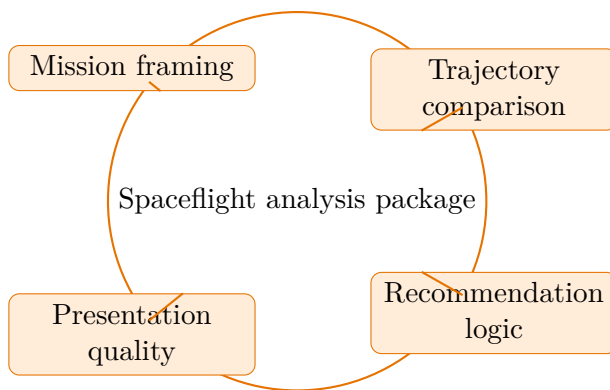 Mission framing
Trajectory
comparison
Spaceflight analysis package
Presentation
quality
Recommendation
logic